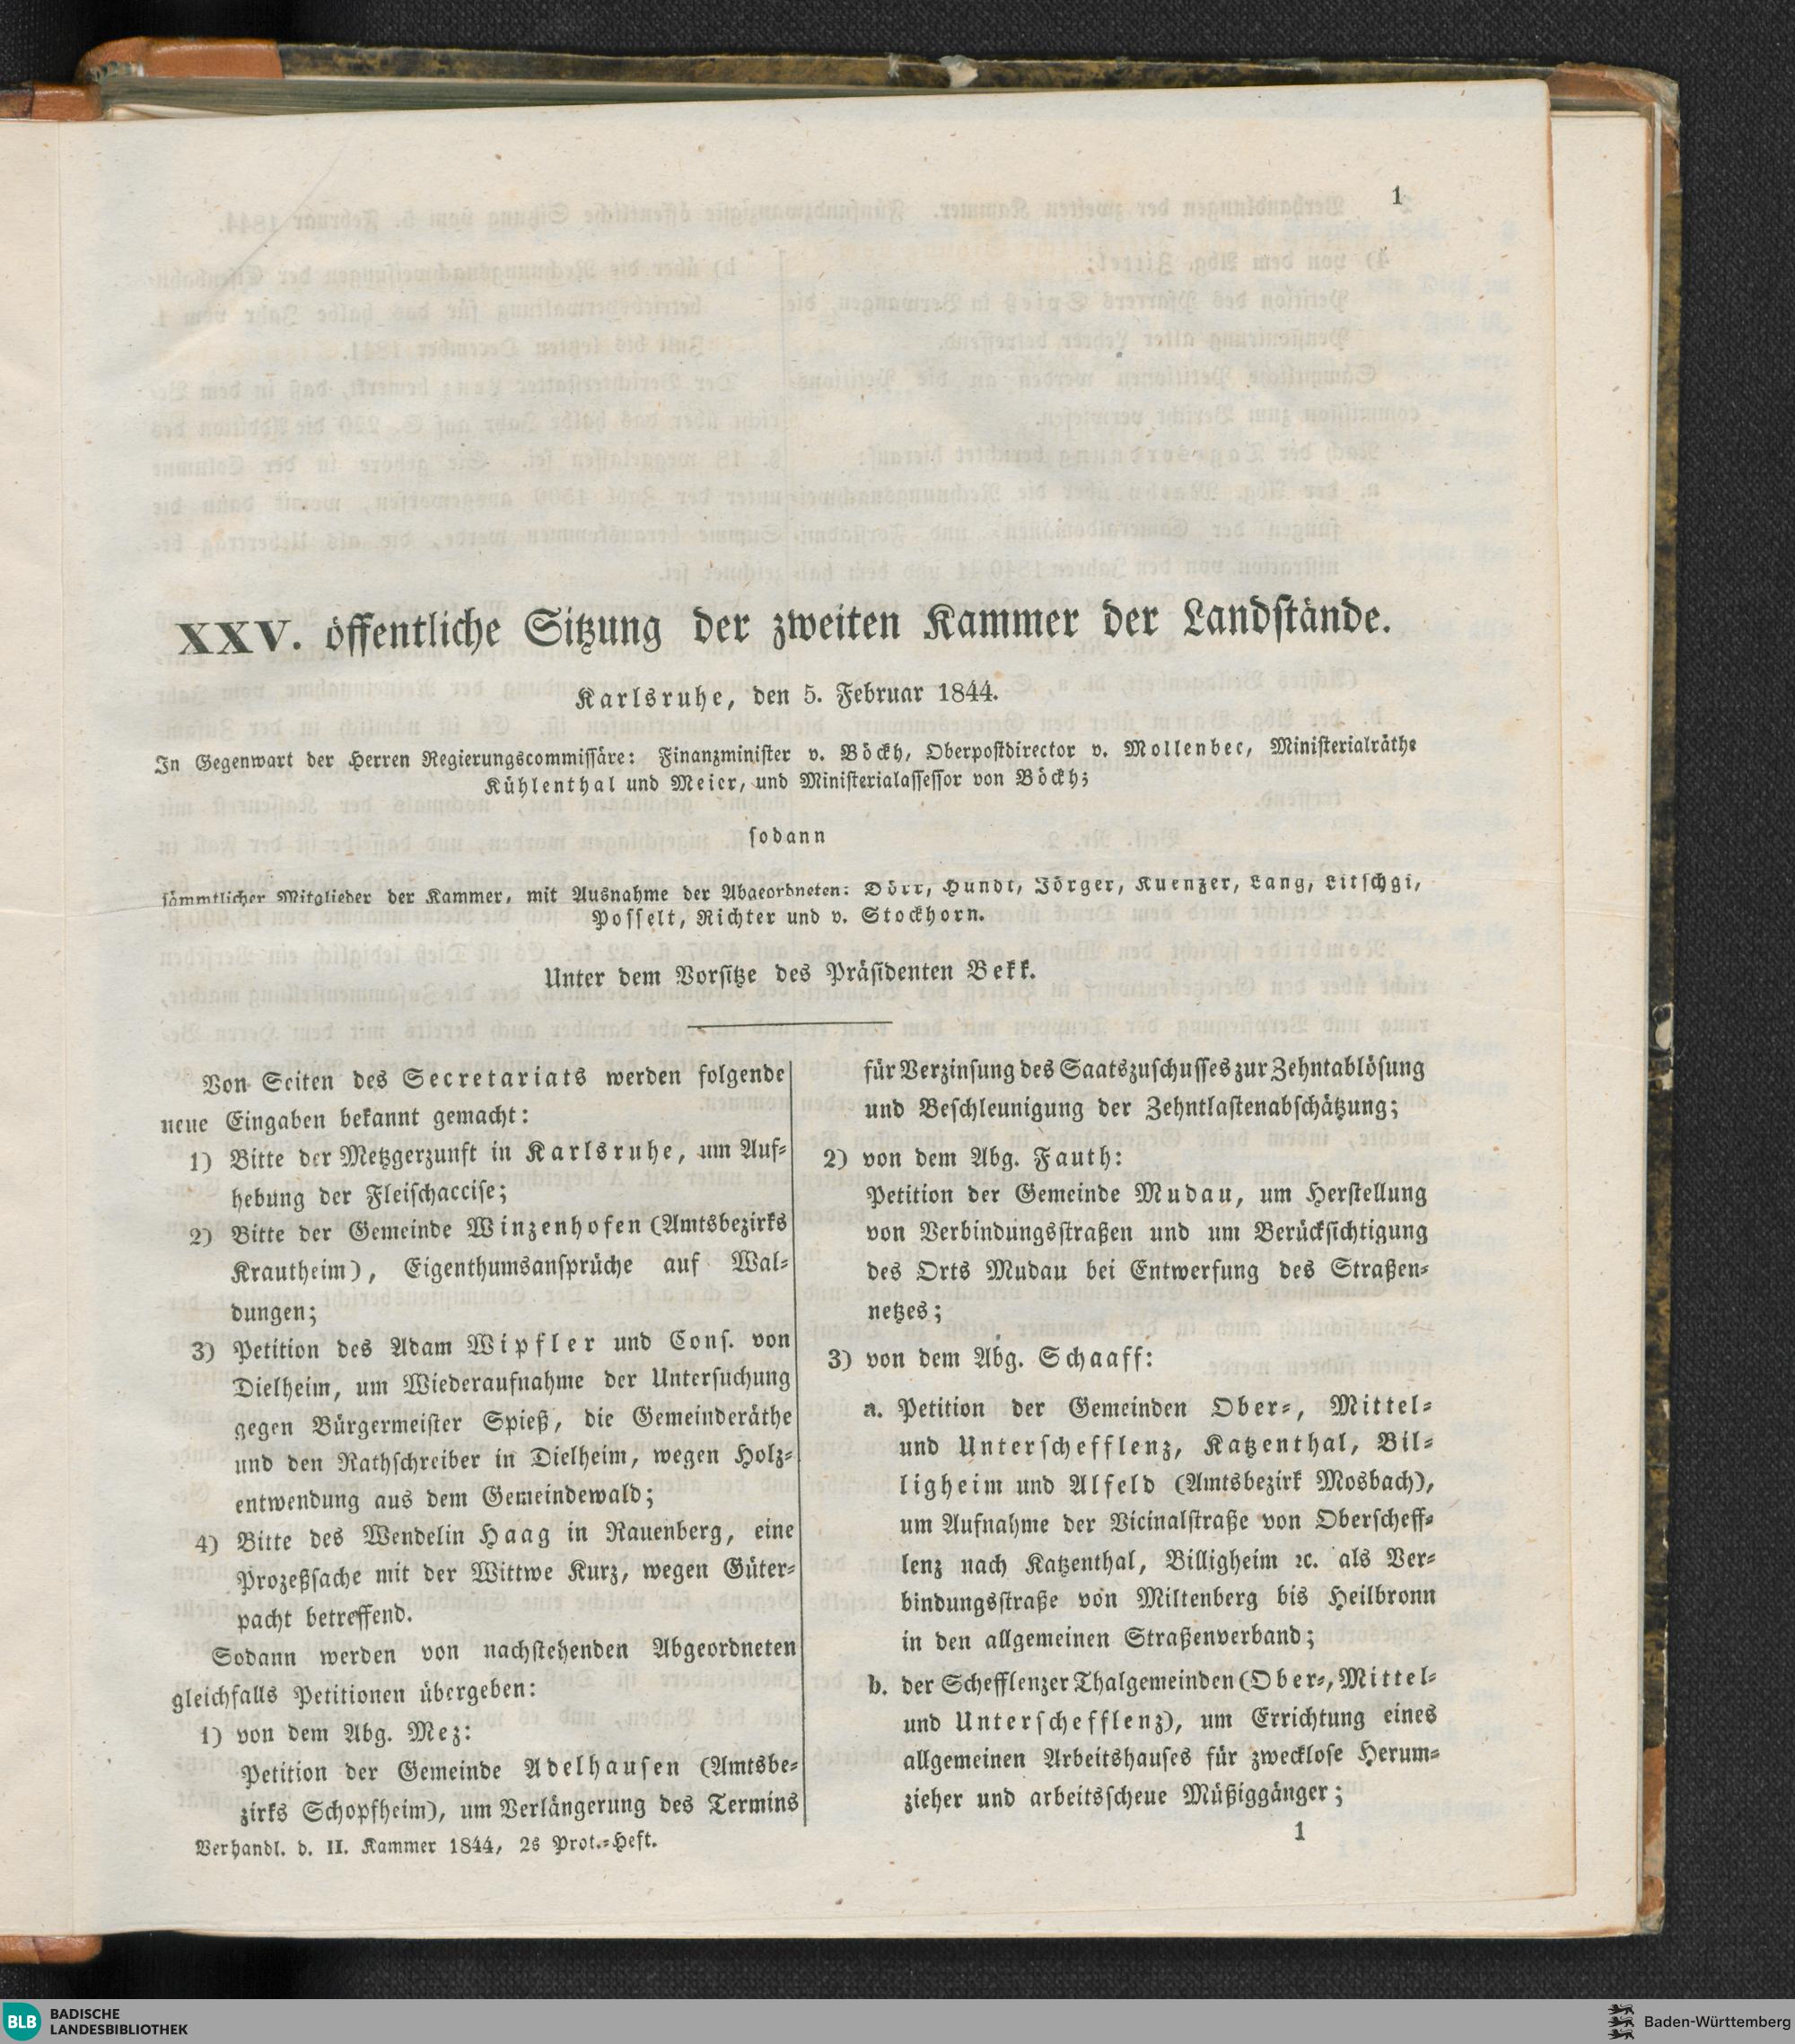 1
XXV. öffentliche Sitzung der zweiten Kammer der Landstände.
Karlsruhe, den 5. Februar 1844.
In Gegenwart der Herren Regierungscommissäre: Finanzminister v. Böckh, Oberpostdirector v. Mollenbec, Ministerialräthe
Kühlenthal und Meier, und Ministerialassessor von Böckh;
sodann
sämmtlicher Mitglieder der Kammer, mit Ausnahme der Abgeordneten: Dörr, Hundt, Jörger, Kuenzer, Lang, Litschgi,
Posselt, Richter und v. Stockhorn.
Unter dem Vorsitze des Präsidenten Bekk.
Von Seiten des Secretariats werden folgende
neue Eingaben bekannt gemacht:
1) Bitte der Metzgerzunft in Karlsruhe, um Auf-
hebung der Fleischaccise;
2) Bitte der Gemeinde Winzenhofen (Amtsbezirks
Krautheim), Eigenthumsansprüche auf Wal-
dungen;
3) Petition des Adam Wipfler und Cons. von
Dielheim, um Wiederaufnahme der Untersuchung
gegen Bürgermeister Spieß, die Gemeinderäthe
und den Rathschreiber in Dielheim, wegen Holz-
entwendung aus dem Gemeindewald;
4) Bitte des Wendelin Haag in Rauenberg, eine
Prozeßsache mit der Wittwe Kurz, wegen Güter-
pacht betreffend.
Sodann werden von nachstehenden Abgeordneten
gleichfalls Petitionen übergeben:
1) von dem Abg. Mez:
Petition der Gemeinde Adelhausen (Amtsbe-
zirks Schopfheim), um Verlängerung des Termins
Verhandl. d. II. Kammer 1844, 2s Prot.-Heft.
für Verzinsung des Saatszuschusses zur Zehntablösung
und Beschleunigung der Zehntlastenabschätzung;
2) von dem Abg. Fauth:
Petition der Gemeinde Mudau, um Herstellung
von Verbindungsstraßen und um Berücksichtigung
des Orts Mudau bei Entwerfung des Straßen-
netzes;
3) von dem Abg. Schaaff:
a. Petition der Gemeinden Ober-, Mittel-
und Unterschefflenz, Katzenthal, Bil-
ligheim und Alfeld (Amtsbezirk Mosbach),
um Aufnahme der Vicinalstraße von Oberscheff-
lenz nach Katzenthal, Billigheim ꝛc. als Ver-
bindungsstraße von Miltenberg bis Heilbronn
in den allgemeinen Straßenverband;
b. der Schefflenzer Thalgemeinden (Ober-, Mittel-
und Unterschefflenz), um Errichtung eines
allgemeinen Arbeitshauses für zwecklose Herum-
zieher und arbeitsscheue Müßiggänger;
1
BLB BADISCHE
LANDESBIBLIOTHEK
Baden-Württemberg